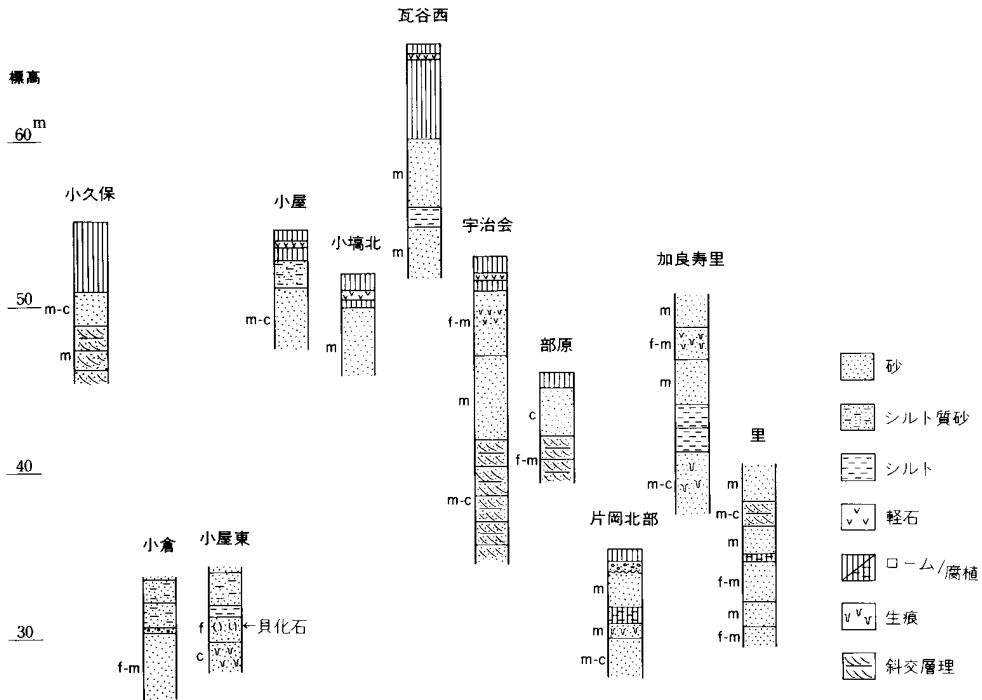 瓦谷西
標高
60 m
小久保
小屋
小塙北
宇治会
加良寿里
m
m
m
50
m-c
m
m-c
m
f-m
m
部原
f-m
m
里
砂
シルト質砂
シルト
軽石
ローム/腐植
生痕
斜交層理
c
f-m
m-c
40
m-c
m
m-c
m
f-m
m
f-m
小倉
小屋東
片岡北部
m
m
m-c
30
f
←貝化石
c
f-m